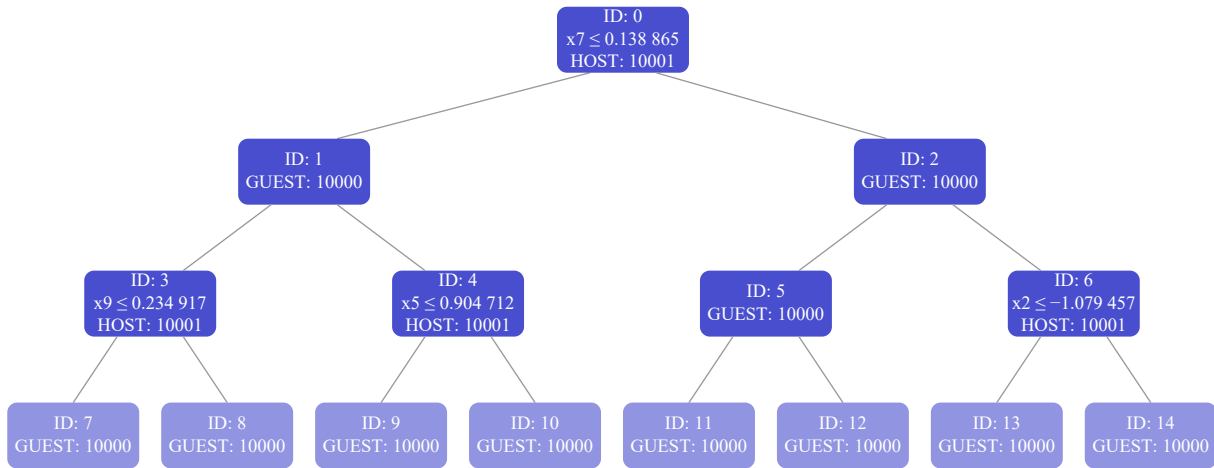 ID: 0
x7 ≤ 0.138 865
HOST: 10001
ID: 1
GUEST: 10000
ID: 2
GUEST: 10000
ID: 3
x9 ≤ 0.234 917
HOST: 10001
ID: 4
x5 ≤ 0.904 712
HOST: 10001
ID: 5
GUEST: 10000
ID: 6
x2 ≤ −1.079 457
HOST: 10001
ID: 7
GUEST: 10000
ID: 8
GUEST: 10000
ID: 9
GUEST: 10000
ID: 10
GUEST: 10000
ID: 11
GUEST: 10000
ID: 12
GUEST: 10000
ID: 13
GUEST: 10000
ID: 14
GUEST: 10000